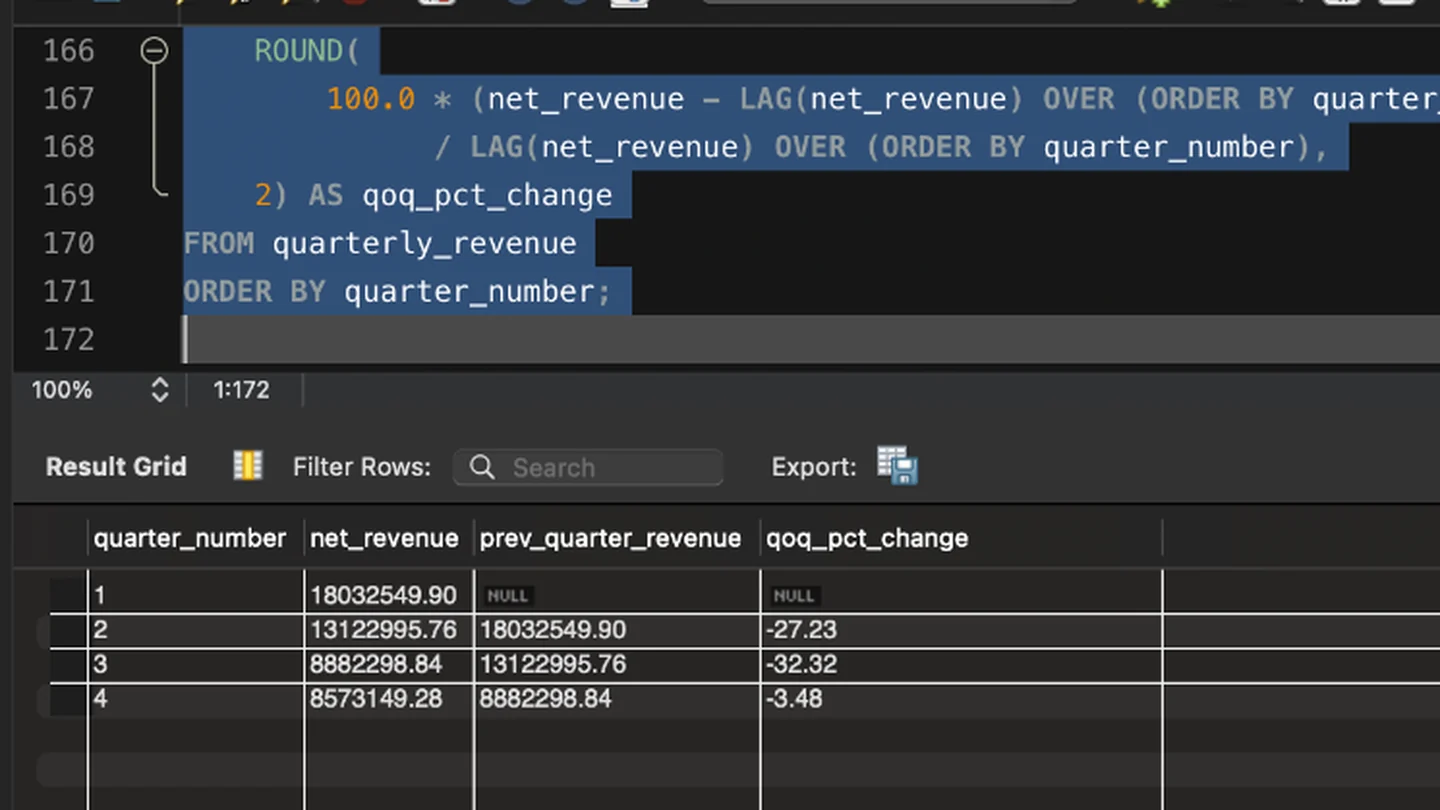 166 ROUND(
167 100.0 * (net_revenue - LAG(net_revenue) OVER (ORDER BY quarter_
168 / LAG(net_revenue) OVER (ORDER BY quarter_number),
169 2) AS qoq_pct_change
170 FROM quarterly_revenue
171 ORDER BY quarter_number;
172
100% 1:172
Result Grid Filter Rows: Search Export:
quarter_number net_revenue prev_quarter_revenue qoq_pct_change
1 18032549.90 NULL NULL
2 13122995.76 18032549.90 -27.23
3 8882298.84 13122995.76 -32.32
4 8573149.28 8882298.84 -3.48